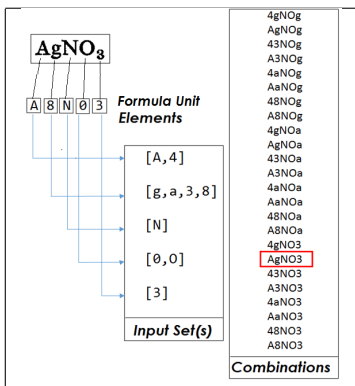 AgNO3
A 8 N 0 3
Formula Unit
Elements
[A,4]
[g,a,3,8]
[N]
[0,O]
[3]
Input Set(s)
4gNOg
AgNOg
43NOg
A3NOg
4aNOg
AaNOg
48NOg
A8NOg
4gNOa
AgNOa
43NOa
A3NOa
4aNOa
AaNOa
48NOa
A8NOa
4gNO3
AgNO3
43NO3
A3NO3
4aNO3
AaNO3
48NO3
A8NO3
Combinations